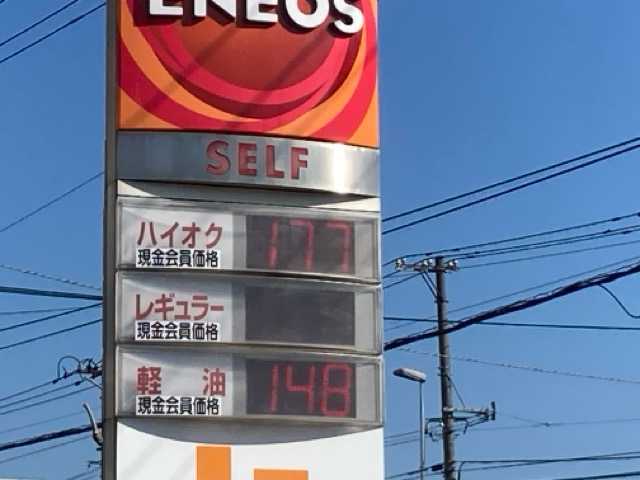 ENEOS
SELF
ハイオク 177
現金会員価格
レギュラー
現金会員価格
軽油 148
現金会員価格